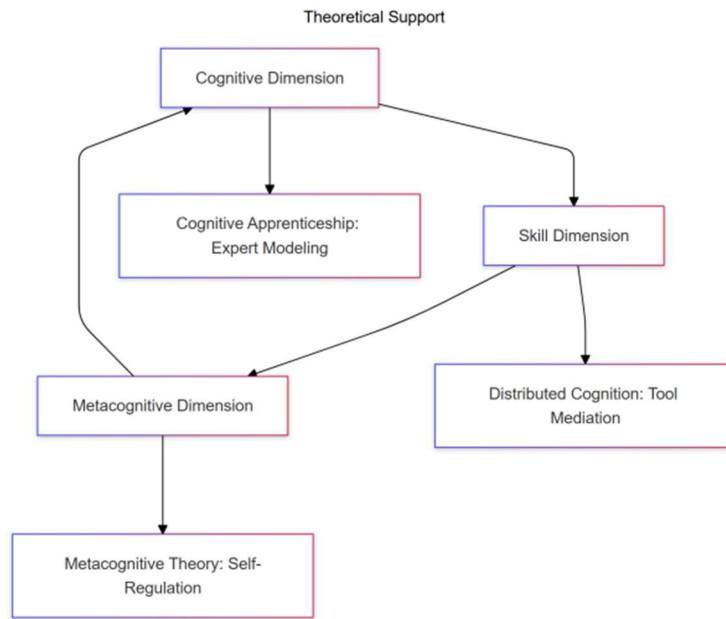 Theoretical Support
Cognitive Dimension
Cognitive Apprenticeship:
Expert Modeling
Skill Dimension
Metacognitive Dimension
Distributed Cognition: Tool
Mediation
Metacognitive Theory: Self-
Regulation